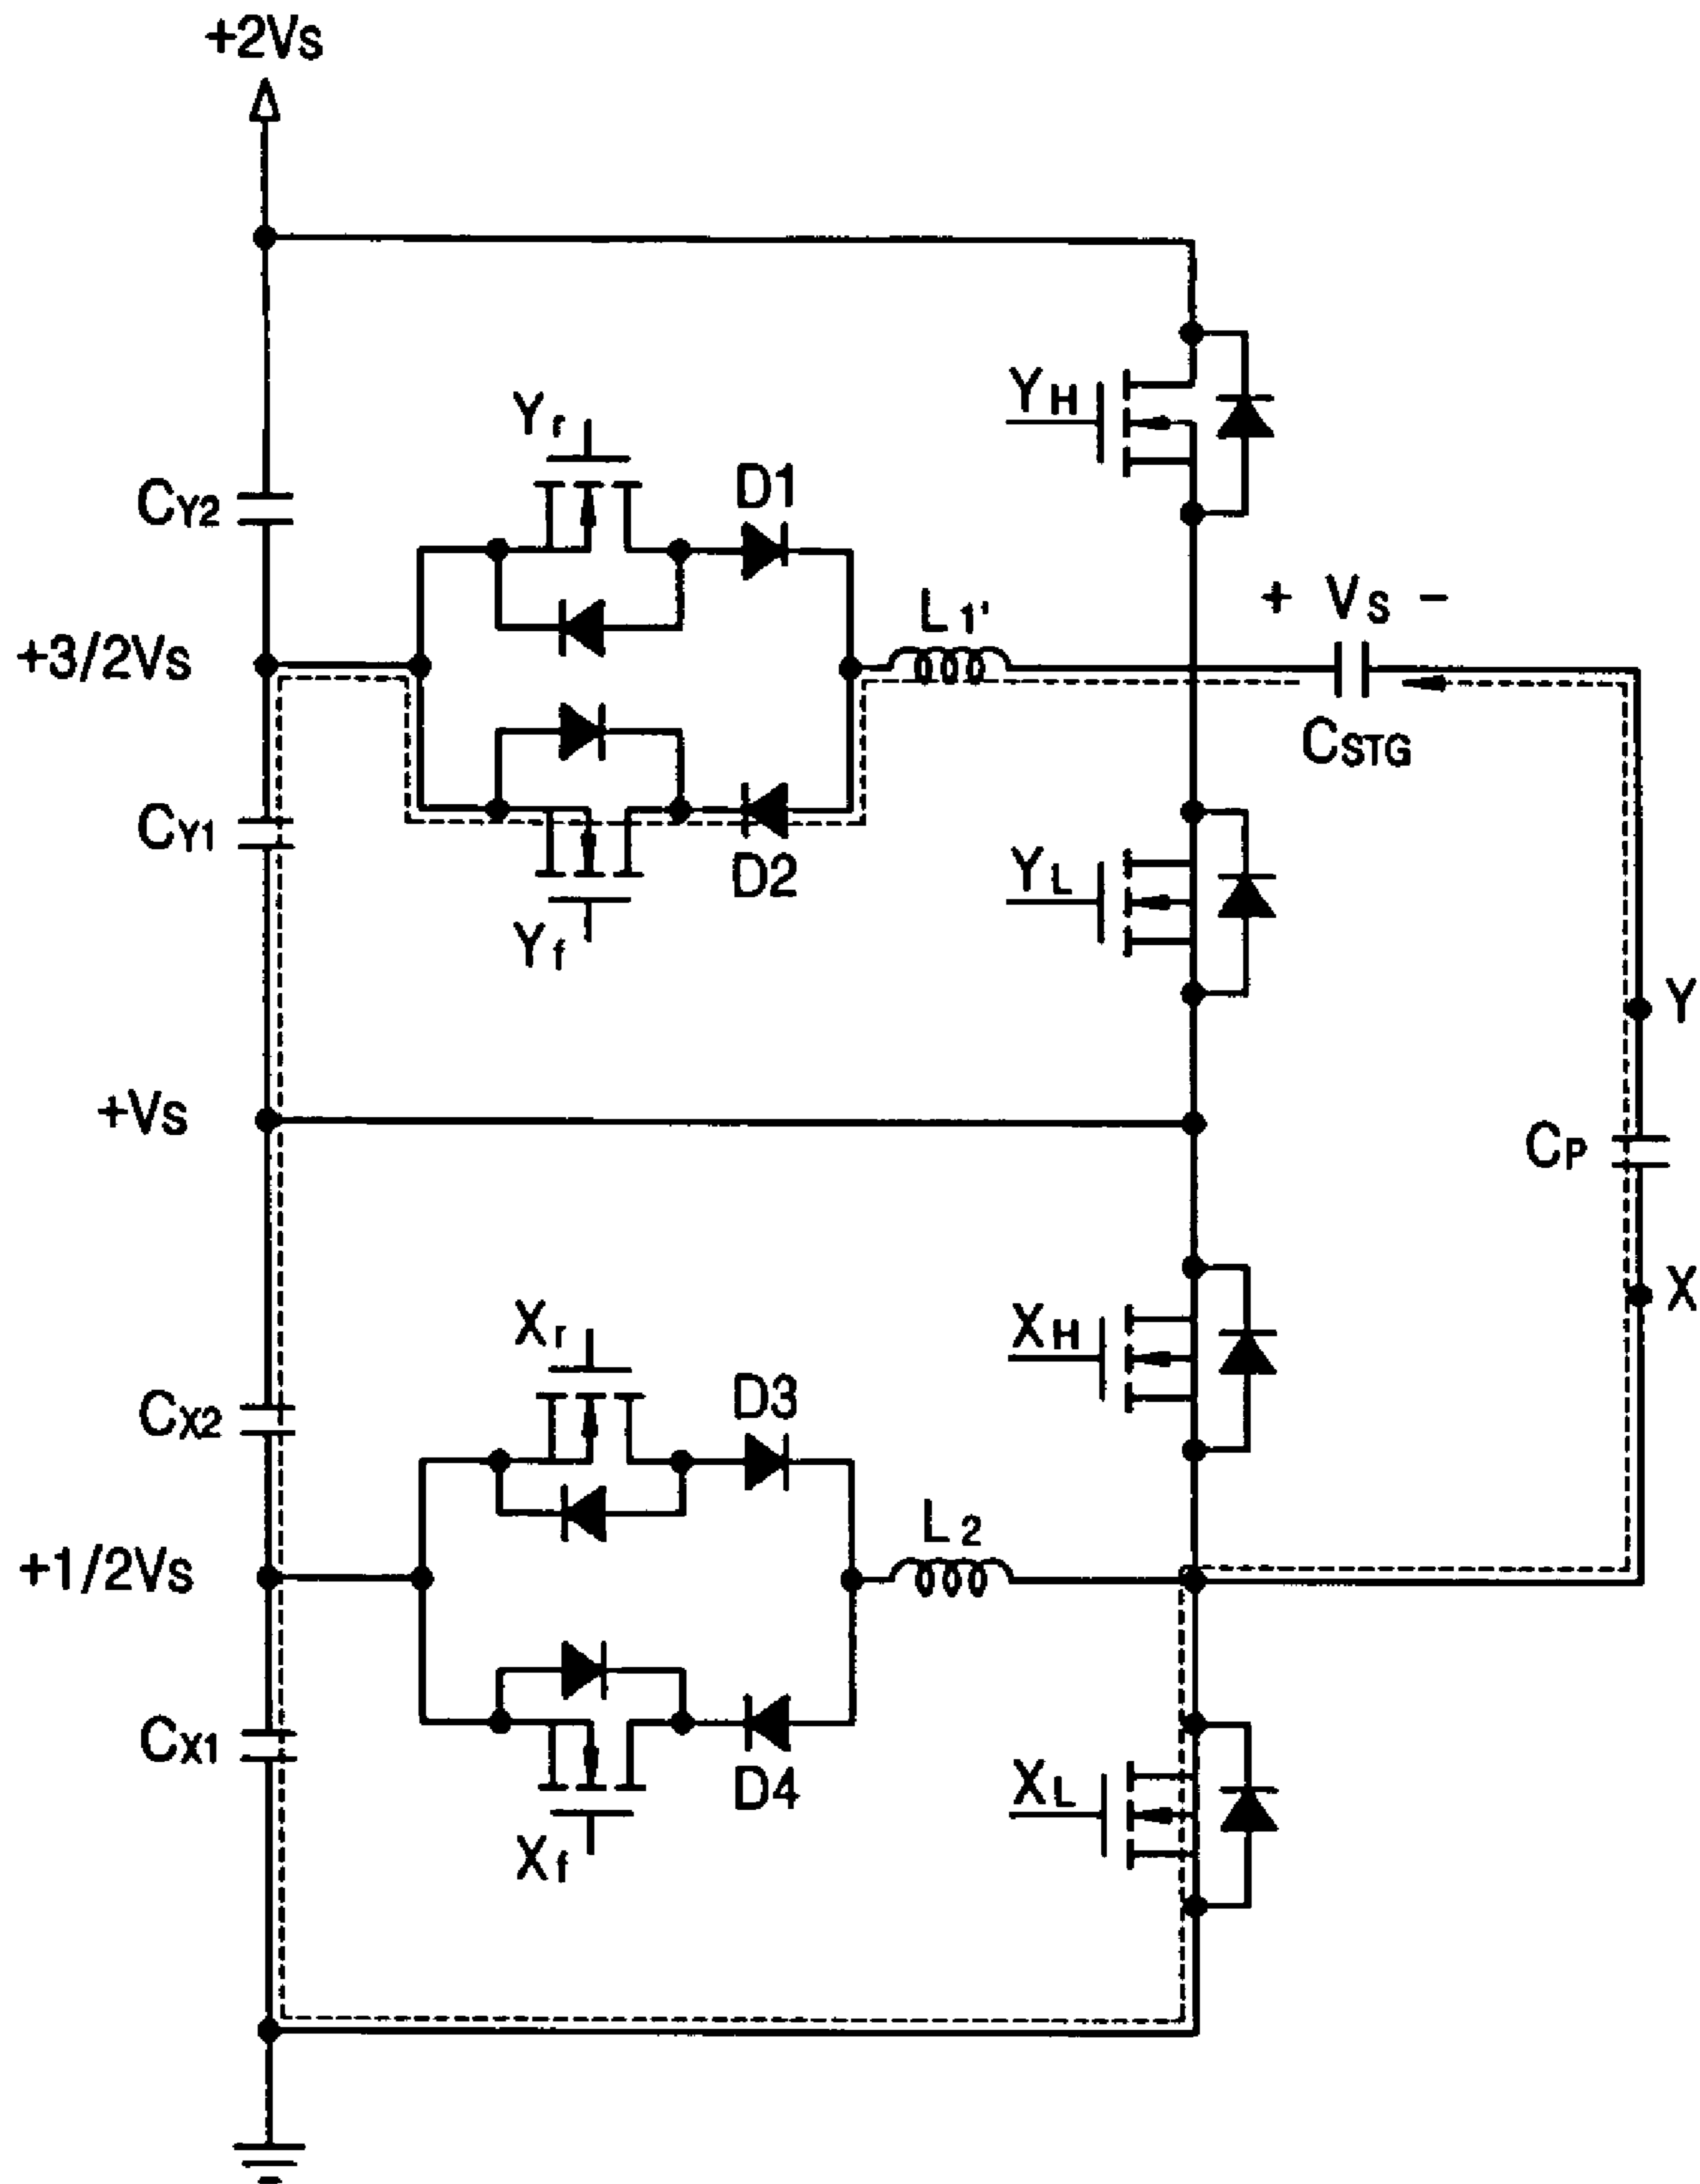 +2Vs
YH
Yr
D1
CY2
+ Vs -
L1'
+3/2Vs
CSTG
CY1
D2
YL
Yf
Y
+Vs
CP
X
Xr
XH
D3
CX2
L2
+1/2Vs
CX1
D4
XL
Xf